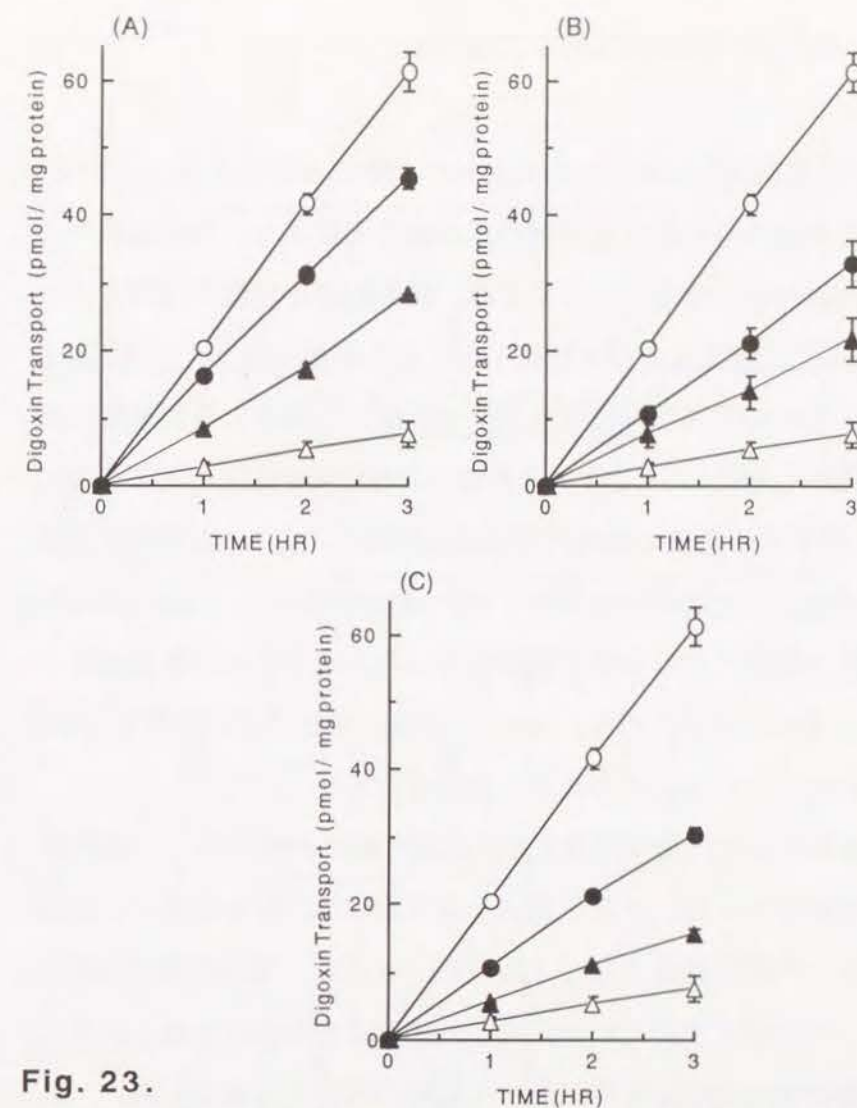 (A)
Digoxin Transport (pmol/ mg protein)
60
40
20
0
0 1 2 3
TIME(HR)
(B)
Digoxin Transport (pmol/ mg protein)
60
40
20
0
0 1 2 3
TIME(HR)
(C)
Digoxin Transport (pmol/ mg protein)
60
40
20
0
0 1 2 3
TIME(HR)
Fig. 23.